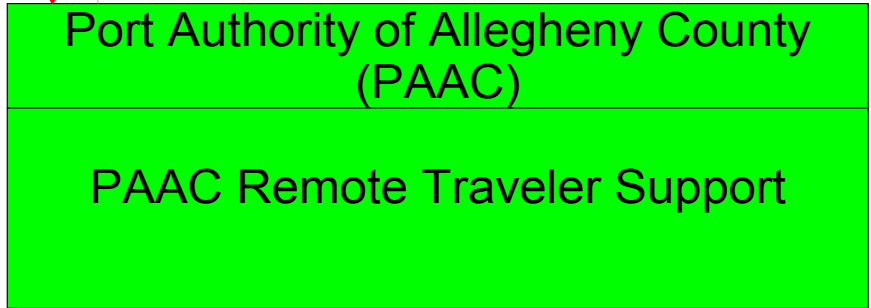 Port Authority of Allegheny County
(PAAC)
PAAC Remote Traveler Support